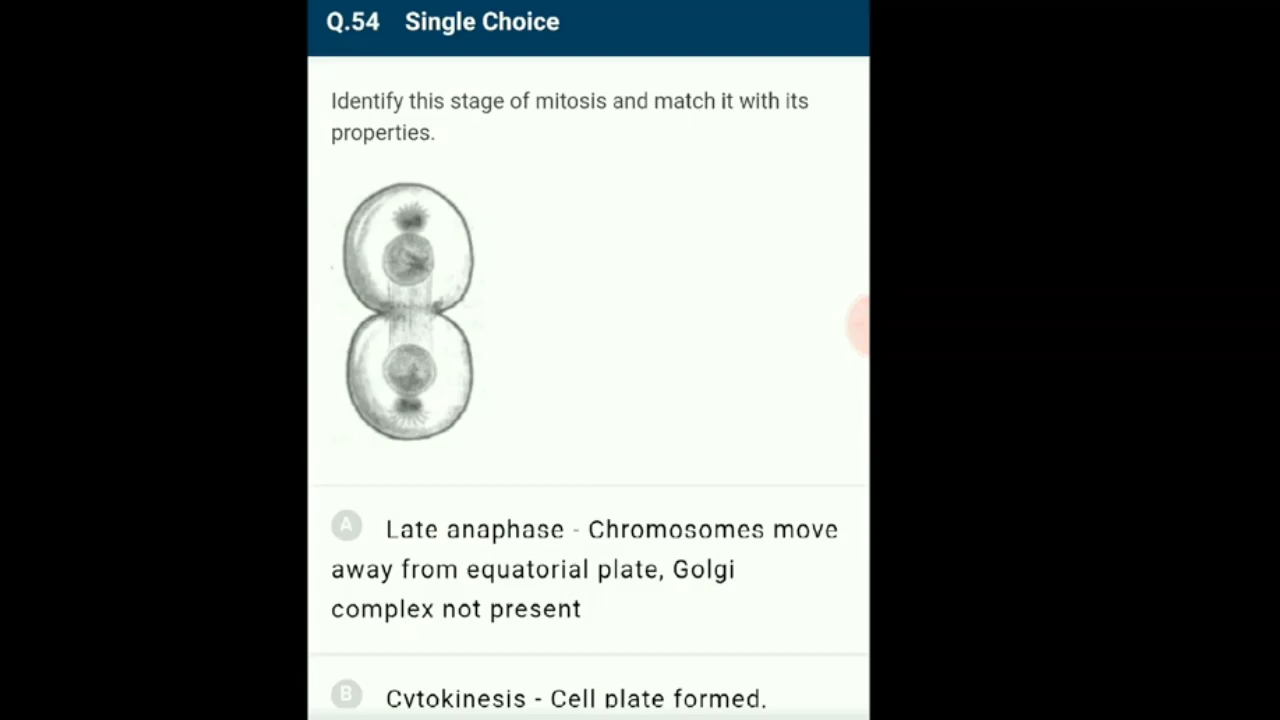 Q.54 Single Choice
Identify this stage of mitosis and match it with its
properties.
A Late anaphase - Chromosomes move
away from equatorial plate, Golgi
complex not present
B Cytokinesis - Cell plate formed,